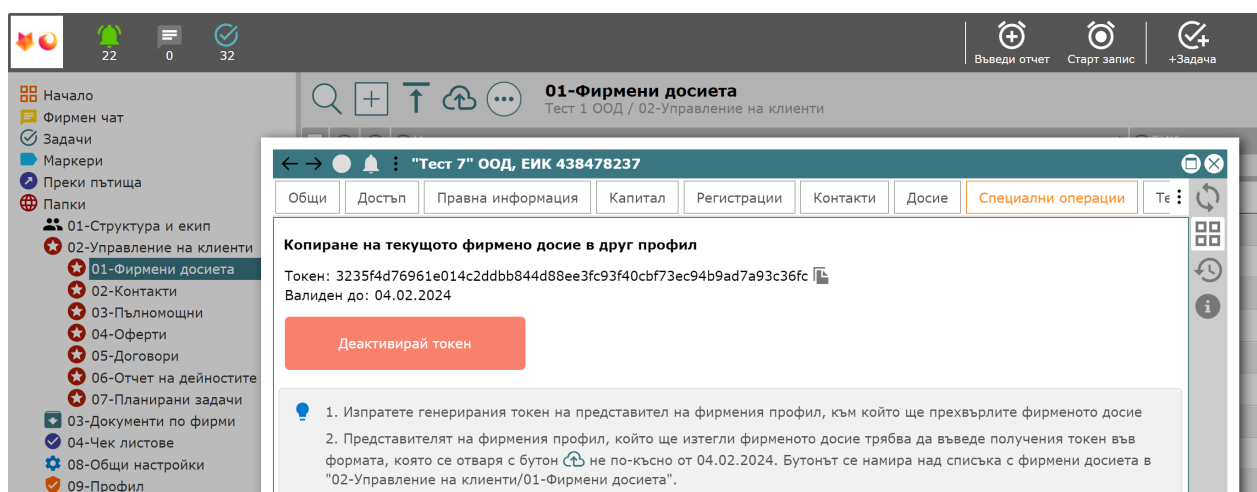 22
0
32
Въведи отчет
Старт запис
+Задача
Начало
Фирмен чат
Задачи
Маркери
Преки пътища
Папки
01-Структура и екип
02-Управление на клиенти
01-Фирмени досиета
02-Контакти
03-Пълномощни
04-Оферти
05-Договори
06-Отчет на дейностите
07-Планирани задачи
03-Документи по фирми
04-Чек листове
08-Общи настройки
09-Профил
01-Фирмени досиета
Тест 1 ООД / 02-Управление на клиенти
"Тест 7" ООД, ЕИК 438478237
Общи
Достъп
Правна информация
Капитал
Регистрации
Контакти
Досие
Специални операции
Копиране на текущото фирмено досие в друг профил
Токен: 3235f4d76961e014c2ddbb844d88ee3fc93f40cbf73ec94b9ad7a93c36fc
Валиден до: 04.02.2024
Деактивирай токен
1. Изпратете генерирания токен на представител на фирмения профил, към който ще прехвърлите фирменото досие
2. Представителят на фирмения профил, който ще изтегли фирменото досие трябва да въведе получения токен във
формата, която се отваря с бутон не по-късно от 04.02.2024. Бутонът се намира над списъка с фирмени досиета в
"02-Управление на клиенти/01-Фирмени досиета".